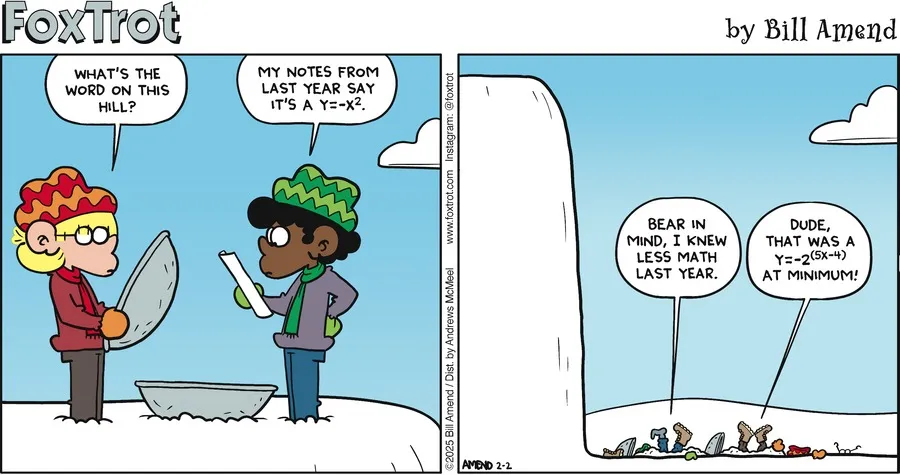 FOXTROT
by Bill Amend
WHAT'S THE
WORD ON THIS
HILL?
MY NOTES FROM
LAST YEAR SAY
IT'S A Y=-X².
©2025 Bill Amend / Dist. by Andrews McMeel www.foxtrot.com Instagram: @foxtrot
BEAR IN
MIND, I KNEW
LESS MATH
LAST YEAR.
DUDE,
THAT WAS A
Y=-2^(5X-4)
AT MINIMUM!
AMEND 2-2